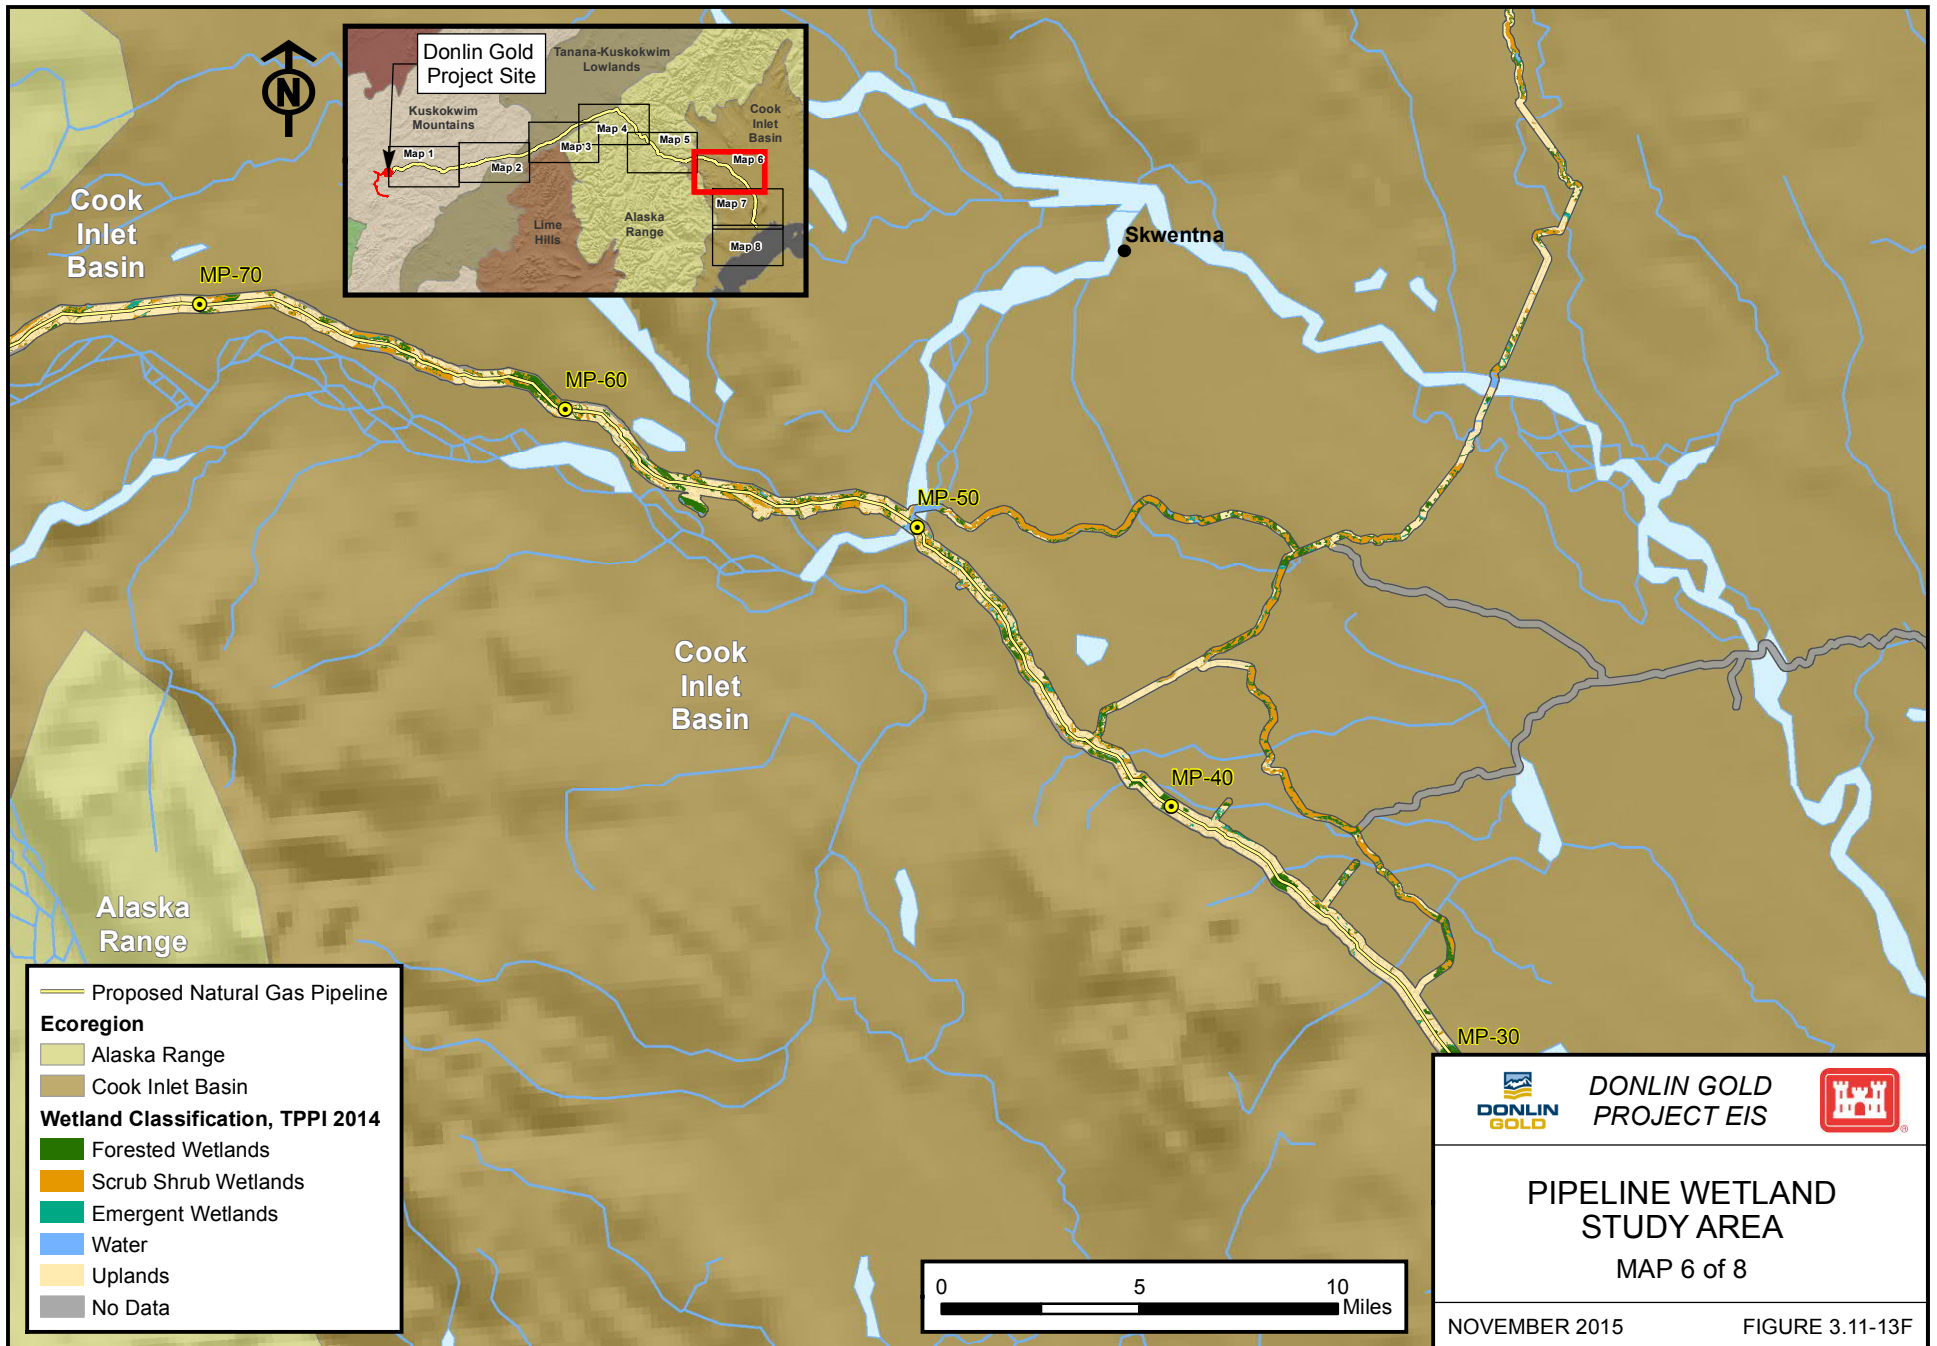 N
Donlin Gold
Project Site
Tanana-Kuskokwim
Lowlands
Kuskokwim
Mountains
Cook
Inlet
Basin
Map 1
Map 2
Map 3
Map 4
Map 5
Map 6
Map 7
Map 8
Lime
Hills
Alaska
Range
Cook
Inlet
Basin
Skwentna
MP-70
MP-60
MP-50
Cook
Inlet
Basin
MP-40
Alaska
Range
MP-30
Proposed Natural Gas Pipeline
Ecoregion
Alaska Range
Cook Inlet Basin
Wetland Classification, TPPI 2014
Forested Wetlands
Scrub Shrub Wetlands
Emergent Wetlands
Water
Uplands
No Data
0 5 10
Miles
DONLIN
GOLD
DONLIN GOLD
PROJECT EIS
®
PIPELINE WETLAND
STUDY AREA
MAP 6 of 8
NOVEMBER 2015 FIGURE 3.11-13F